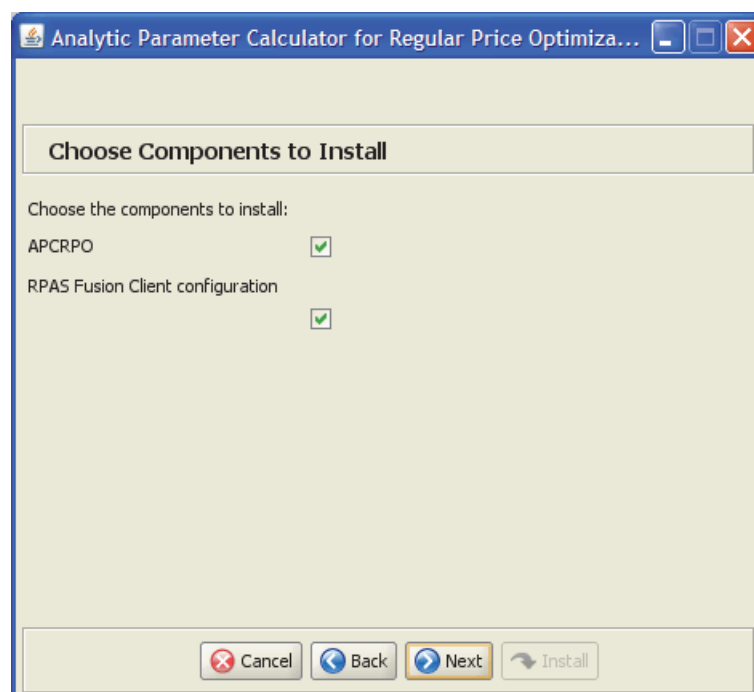 Analytic Parameter Calculator for Regular Price Optimiza...
Choose Components to Install
Choose the components to install:
APCRPO
RPAS Fusion Client configuration
Cancel Back Next Install